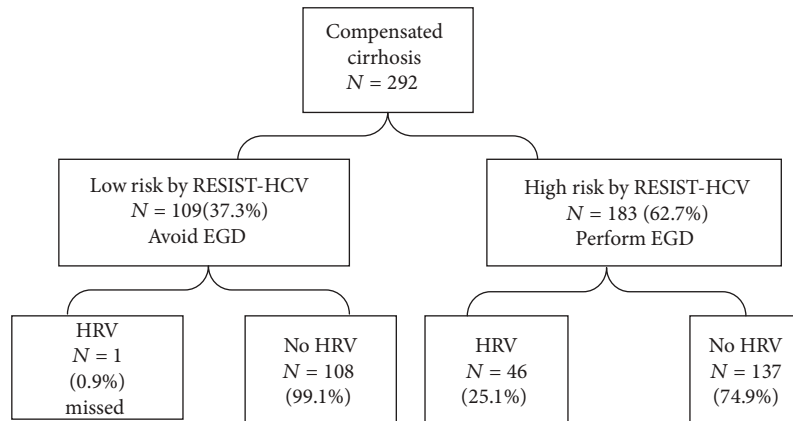 Compensated
cirrhosis
N = 292
Low risk by RESIST-HCV
N = 109(37.3%)
Avoid EGD
High risk by RESIST-HCV
N = 183 (62.7%)
Perform EGD
HRV
N = 1
(0.9%)
missed
No HRV
N = 108
(99.1%)
HRV
N = 46
(25.1%)
No HRV
N = 137
(74.9%)